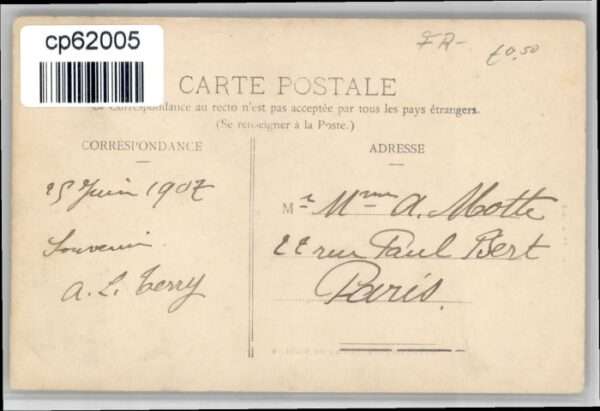 cp62005
FR-
£0,50
CARTE POSTALE
La Correspondance au recto n'est pas acceptée par tous les pays étrangers.
(Se renseigner à la Poste.)
CORRESPONDANCE
25 Juin 1907
Souvenir
A. L. Terry
ADRESSE
M r Mme A. Motte
22 rue Paul Bert
Paris.